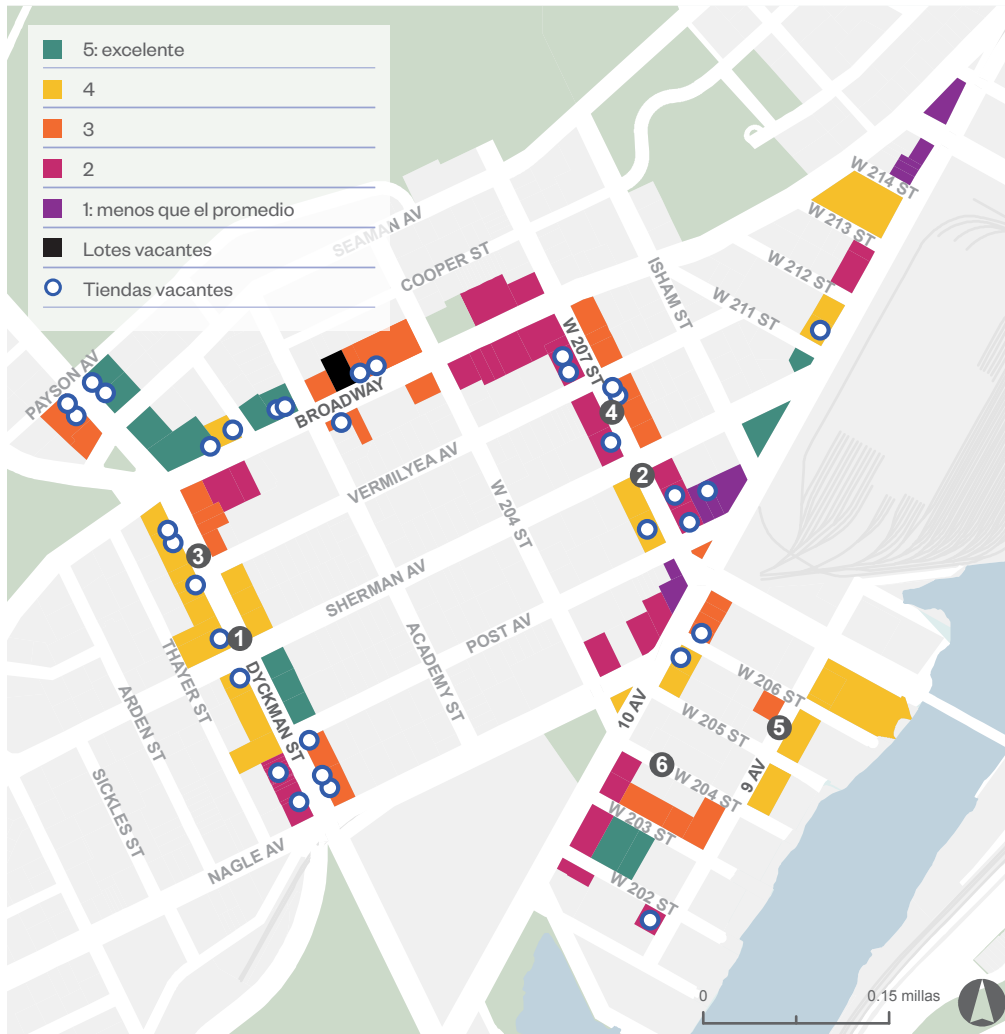 5: excelente
4
3
2
1: menos que el promedio
Lotes vacantes
Tiendas vacantes
SEAMAN AV
COOPER ST
ISHAM ST
W 214 ST
W 213 ST
W 212 ST
W 211 ST
PAYSON AV
BROADWAY
W 207 ST
4
VERMILYEA AV
2
W 204 ST
3
SHERMAN AV
1
POST AV
ACADEMY ST
THAYER ST
DYCKMAN ST
ARDEN ST
SICKLES ST
NAGLE AV
10 AV
W 206 ST
5
W 205 ST
6
W 204 ST
9 AV
W 203 ST
W 202 ST
0
0.15 millas